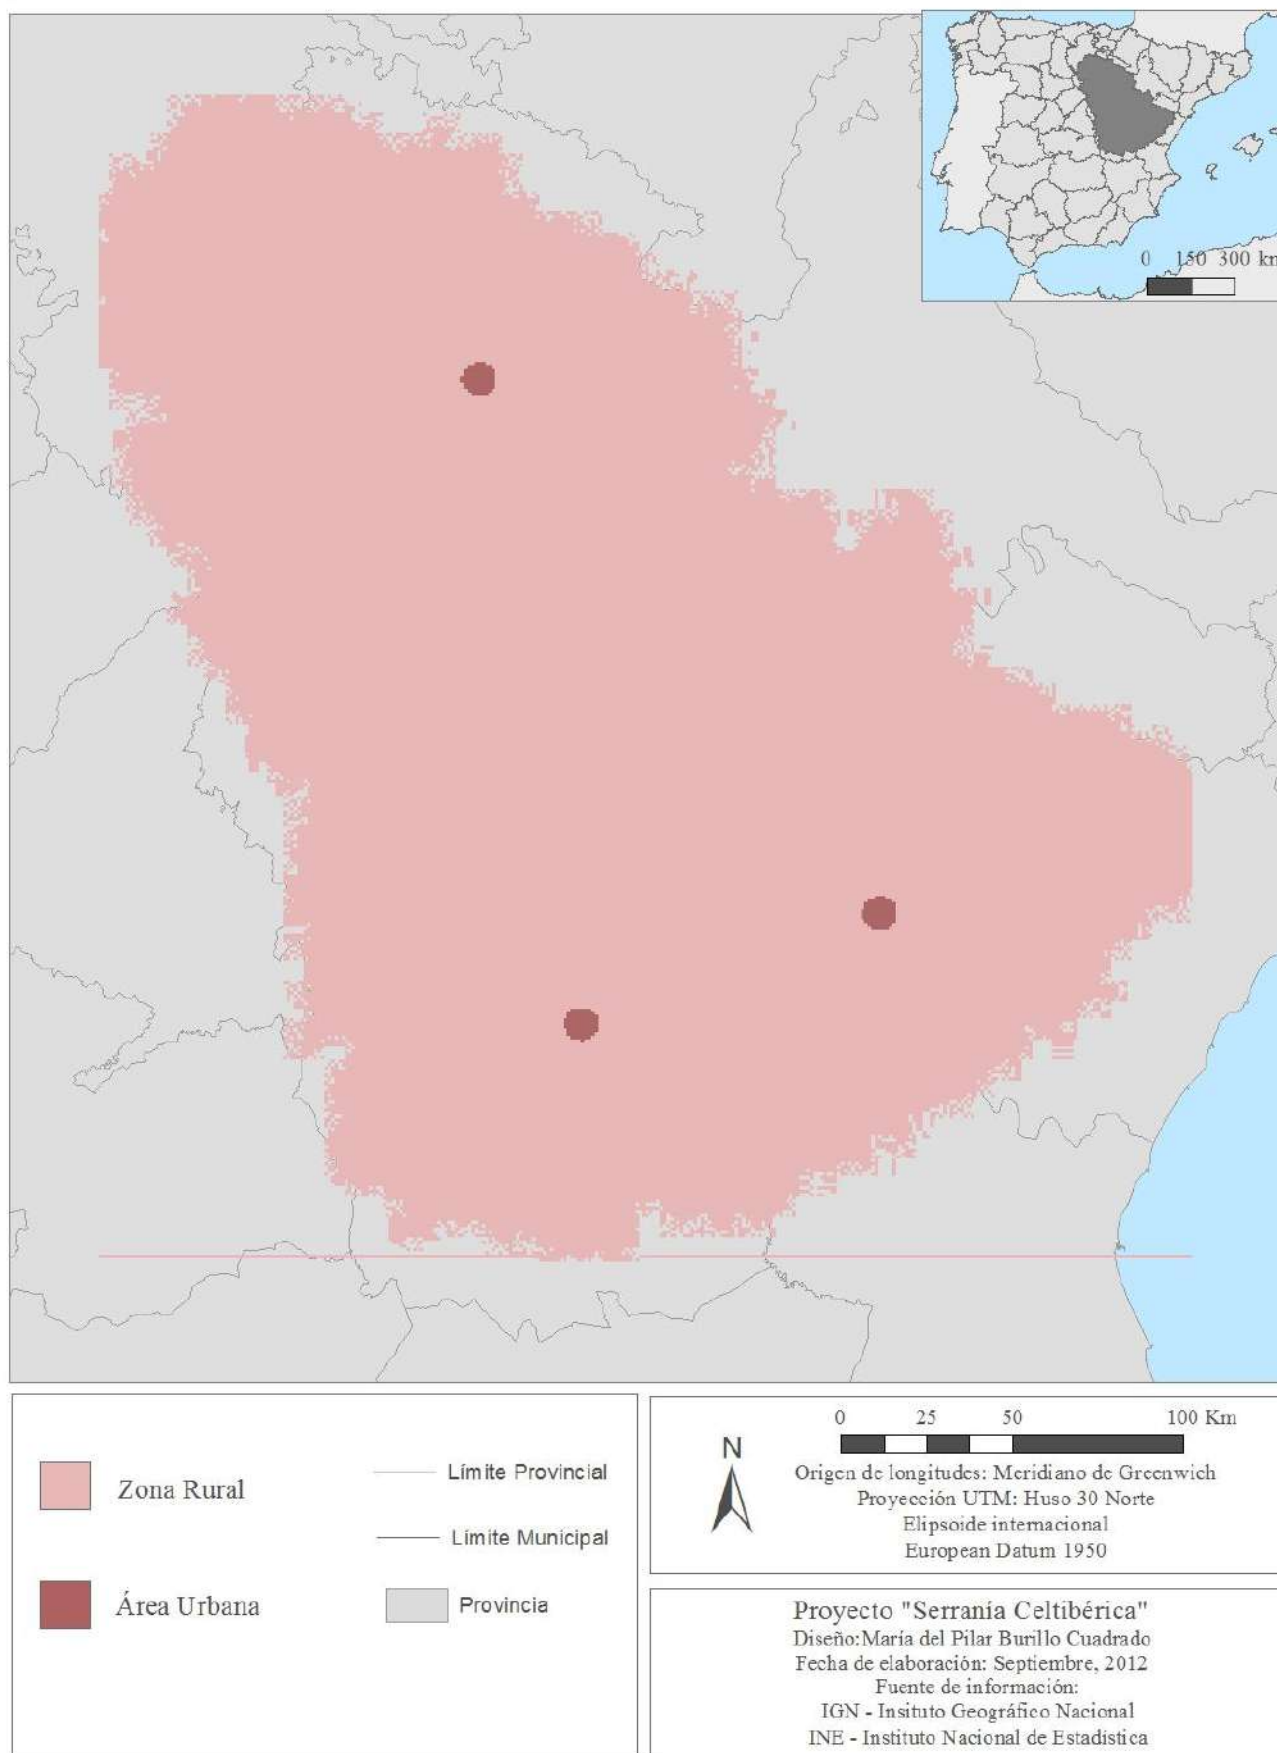 0 150 300 km
Zona Rural
Área Urbana
Límite Provincial
Límite Municipal
Provincia
N
0 25 50 100 Km
Origen de longitudes: Meridiano de Greenwich
Proyección UTM: Huso 30 Norte
Elipsoide internacional
European Datum 1950
Proyecto "Serranía Celtibérica"
Diseño:María del Pilar Burillo Cuadrado
Fecha de elaboración: Septiembre, 2012
Fuente de información:
IGN - Insituto Geográfico Nacional
INE - Instituto Nacional de Estadística